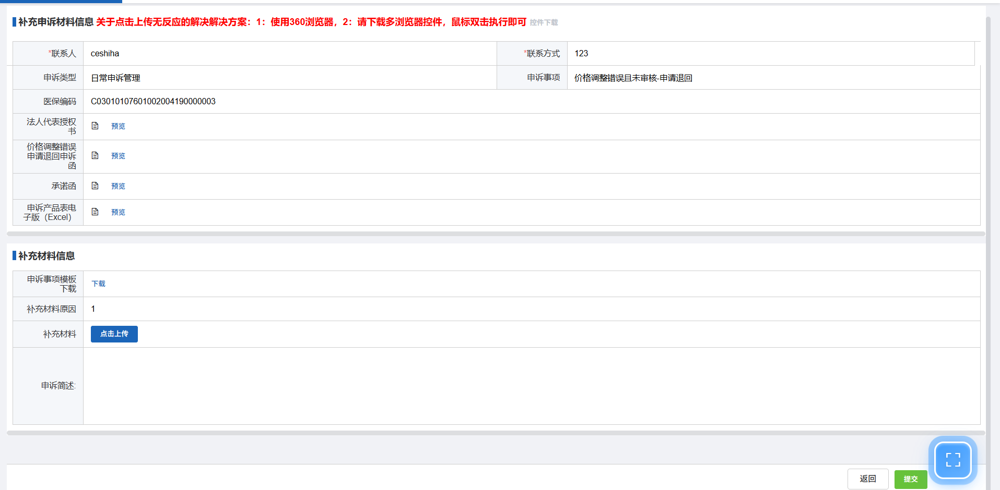 补充申诉材料信息 关于点击上传无反应的解决解决方案：1：使用360浏览器，2：请下载多浏览器控件，鼠标双击执行即可 控件下载
*联系人 ceshiha *联系方式 123
申诉类型 日常申诉管理 申诉事项 价格调整错误且未审核-申请退回
医保编码 C03010107601002004190000003
法人代表授权
书
预览
价格调整错误
申请退回申诉
函
预览
承诺函 预览
申诉产品表电
子版（Excel）
预览
补充材料信息
申诉事项模板
下载
下载
补充材料原因 1
补充材料 点击上传
申诉简述:
返回 提交